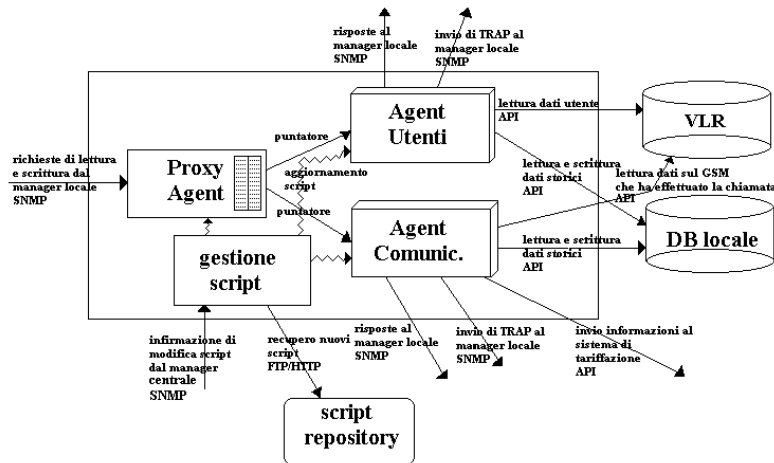 risposte al
manager locale
SNMP
invio di TRAP al
manager locale
SNMP
Agent
Utenti
lettura dati utente
API
VLR
richieste di lettura
e scrittura dal
manager locale
SNMP
Proxy
Agent
puntatore
aggiornamento
script
puntatore
lettura e scrittura
dati storici
API
lettura dati sul GSM
che ha effettuato la chiamata
API
Agent
Comunic.
lettura e scrittura
dati storici
API
DB locale
gestione
script
infirmazione di
modifica script
dal manager
centrale
SNMP
recupero nuovi
script
FTP/HTTP
risposte al
manager locale
SNMP
invio di TRAP al
manager locale
SNMP
invio informazioni al
sistema di
tariffazione
API
script
repository